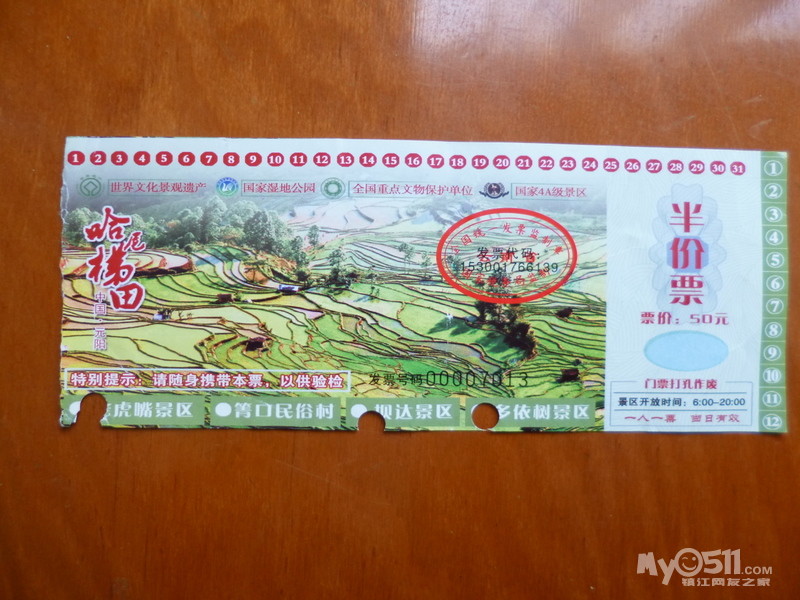 1 2 3 4 5 6 7 8 9 10 11 12 13 14 15 16 17 18 19 20 21 22 23 24 25 26 27 28 29 30 31
世界文化景观遗产 国家湿地公园 全国重点文物保护单位 国家4A级景区
哈尼
梯田
中国 元阳
发票代码：
153001766139
特别提示：请随身携带本票，以供验检
发票号码00007013
虎嘴景区 箐口民俗村 坝达景区 多依树景区
半价票
票价：50元
门票打孔作废
景区开放时间：6:00-20:00
一人一票 当日有效
1
2
3
4
5
6
7
8
9
10
11
12
My0511.com
镇江网友之家